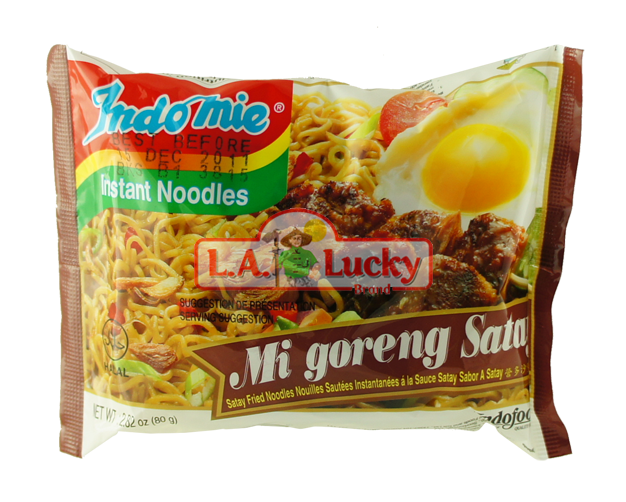 Indomie®
BEST BEFORE
DEC 2011
Instant Noodles
L.A. Lucky
Brand
SUGGESTION DE PRÉSENTATION
SERVING SUGGESTION
Mi goreng Satay
Satay Fried Noodles Nouilles Sautées Instantanées à la Sauce Satay Sabor A Satay
HALAL
NET WT. 2.82 oz (80 g)
Indofood